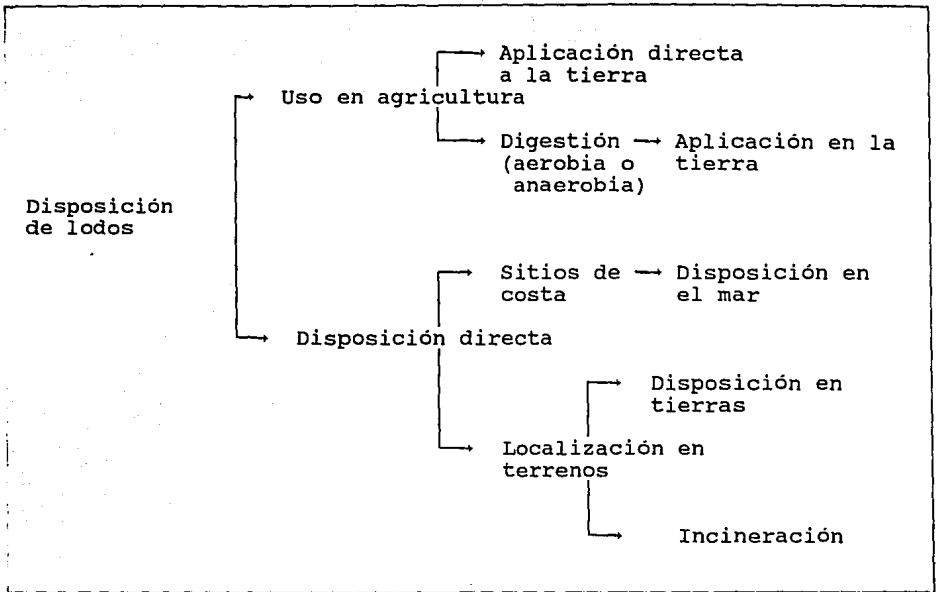 Aplicación directa
a la tierra
Uso en agricultura
Digestión
(aerobia o
anaerobia)
Aplicación en la
tierra
Disposición
de lodos
Sitios de
costa
Disposición en
el mar
Disposición directa
Disposición en
tierras
Localización en
terrenos
Incineración